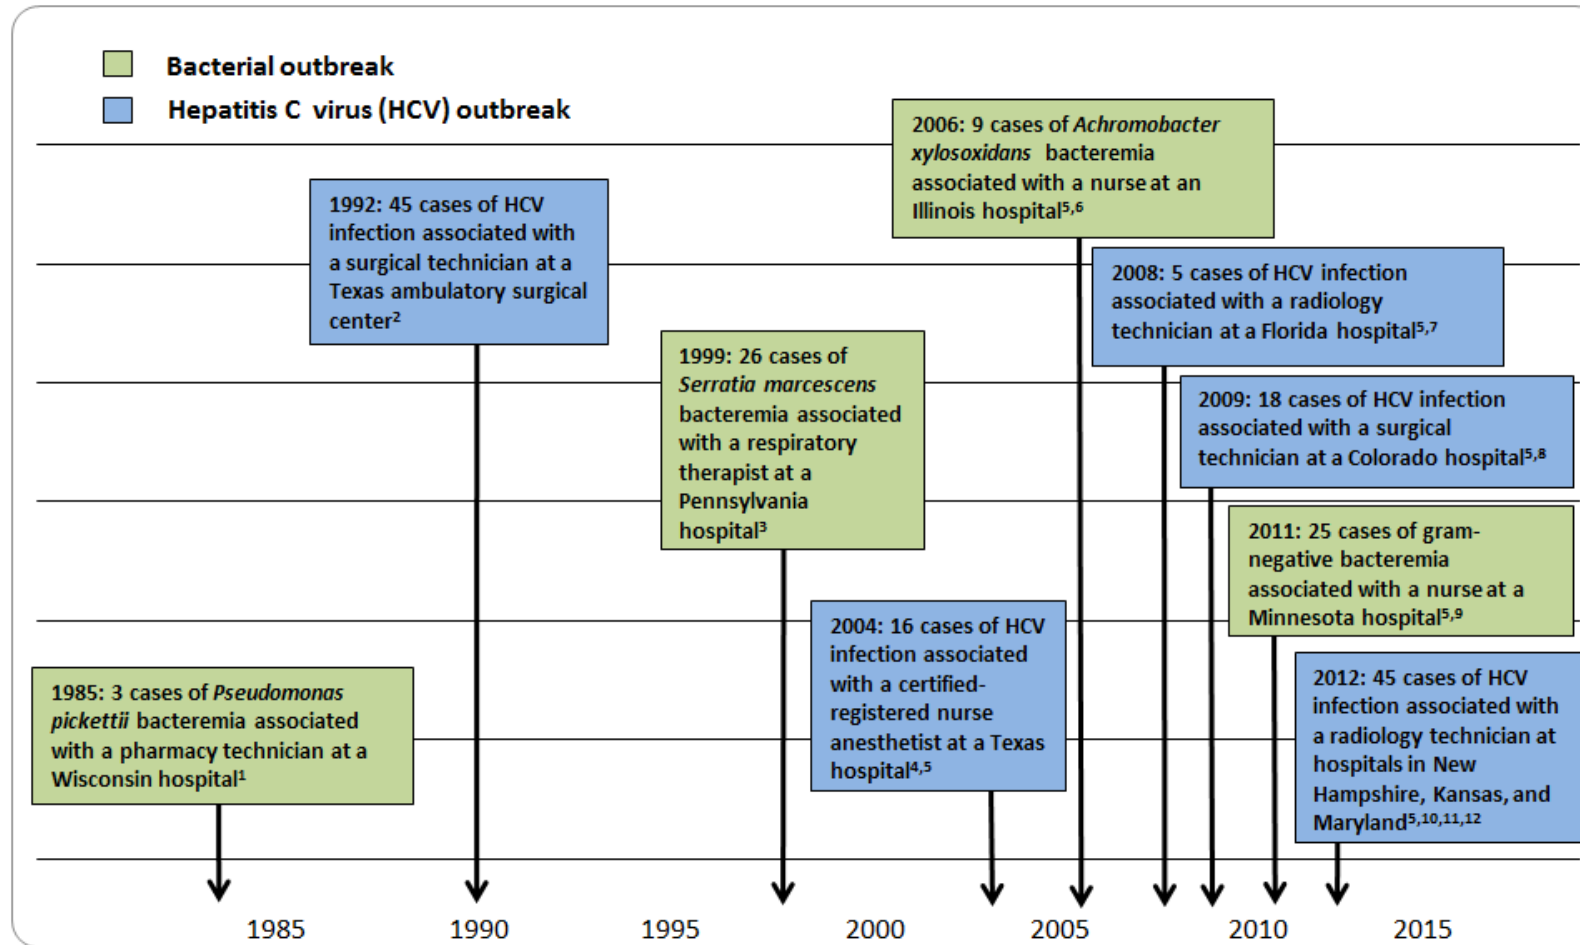 Bacterial outbreak
Hepatitis C virus (HCV) outbreak
2006: 9 cases of Achromobacter
xylosoxidans bacteremia
associated with a nurse at an
Illinois hospital5,6
1992: 45 cases of HCV
infection associated with
a surgical technician at a
Texas ambulatory surgical
center2
2008: 5 cases of HCV infection
associated with a radiology
technician at a Florida hospital5,7
1999: 26 cases of
Serratia marcescens
bacteremia associated
with a respiratory
therapist at a
Pennsylvania
hospital3
2009: 18 cases of HCV infection
associated with a surgical
technician at a Colorado hospital5,8
2011: 25 cases of gram-
negative bacteremia
associated with a nurse at a
Minnesota hospital5,9
2004: 16 cases of HCV
infection associated
with a certified-
registered nurse
anesthetist at a Texas
hospital4,5
1985: 3 cases of Pseudomonas
pickettii bacteremia associated
with a pharmacy technician at a
Wisconsin hospital1
2012: 45 cases of HCV
infection associated with
a radiology technician at
hospitals in New
Hampshire, Kansas, and
Maryland5,10,11,12
1985 1990 1995 2000 2005 2010 2015